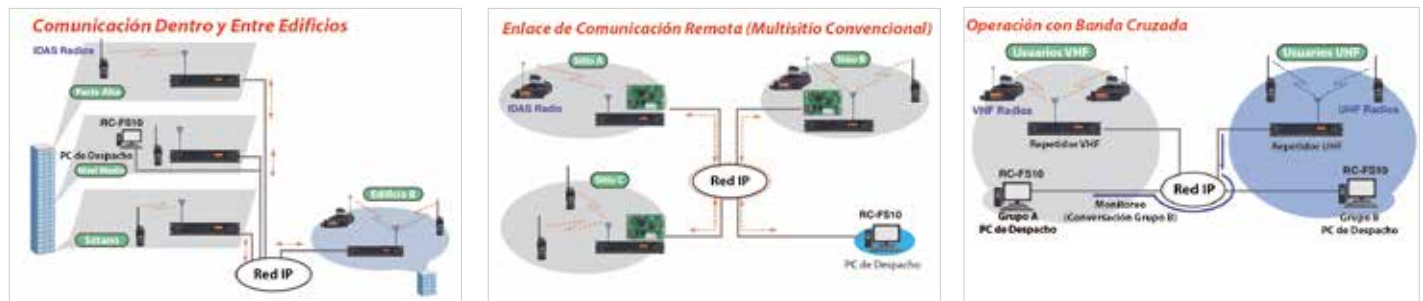 Comunicación Dentro y Entre Edificios
IDAS Radios
Parte Alta
RC-FS10
PC de Despacho
Nivel Medio
Sótano
Edificio B
Red IP
Enlace de Comunicación Remota (Multisitio Convencional)
Sitio A
IDAS Radio
Sitio B
Sitio C
Red IP
RC-FS10
PC de Despacho
Operación con Banda Cruzada
Usuarios VHF
VHF Radios
Repetidor VHF
RC-FS10
Grupo A
PC de Despacho
Usuarios UHF
UHF Radios
Repetidor UHF
Red IP
Monitoreo
(Conversación Grupo B)
RC-FS10
Grupo B
PC de Despacho